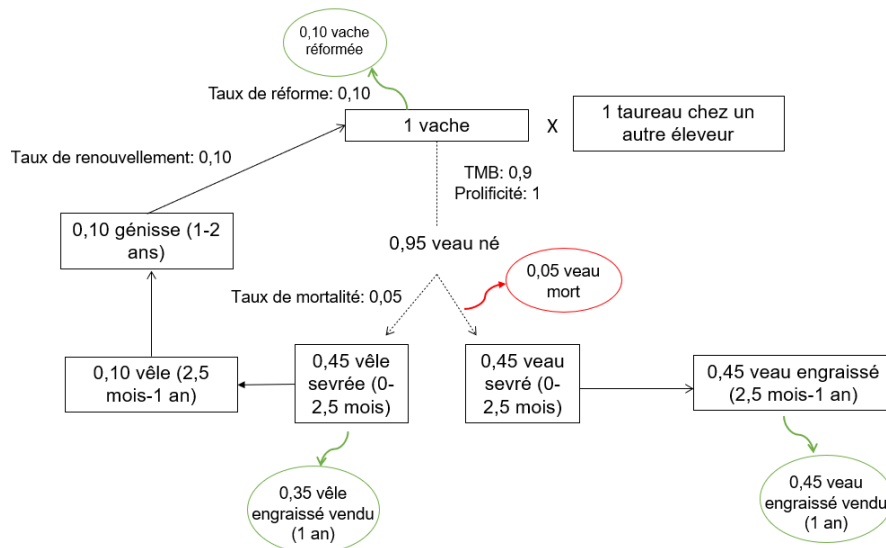 0,10 vache
réformée
Taux de réforme: 0,10
1 vache
X
1 taureau chez un
autre éleveur
Taux de renouvellement: 0,10
TMB: 0,9
Prolificité: 1
0,10 génisse (1-2
ans)
0,95 veau né
0,05 veau
mort
Taux de mortalité: 0,05
0,10 vêle (2,5
mois-1 an)
0,45 vêle
sevrée (0-
2,5 mois)
0,45 veau
sevré (0-
2,5 mois)
0,45 veau engraissé
(2,5 mois-1 an)
0,35 vêle
engraissé vendu
(1 an)
0,45 veau
engraissé vendu
(1 an)